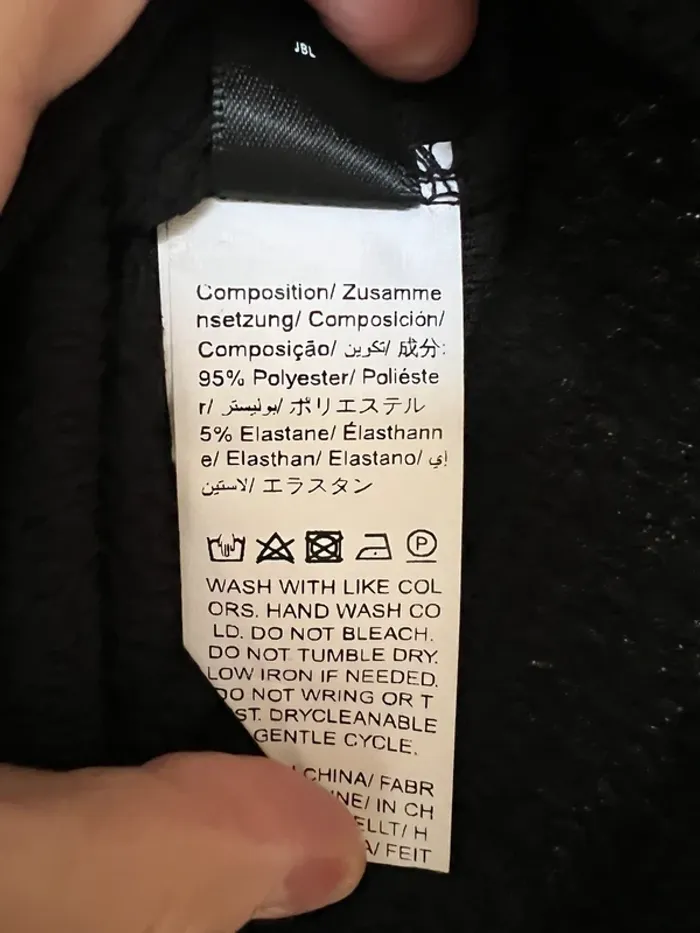 JBL
Composition/ Zusamme
nsetzung/ Composición/
Composição/ تكوين/ 成分:
95% Polyester/ Poliéste
r/ بوليستر/ ポリエステル
5% Elastane/ Élasthann
e/ Elasthan/ Elastano/ إي
لاستين/ エラスタン
P
WASH WITH LIKE COL
ORS. HAND WASH CO
LD. DO NOT BLEACH.
DO NOT TUMBLE DRY.
LOW IRON IF NEEDED.
DO NOT WRING OR T
ST. DRYCLEANABLE
GENTLE CYCLE.
CHINA/ FABR
NE/ IN CH
ELLT/ H
A/ FEIT